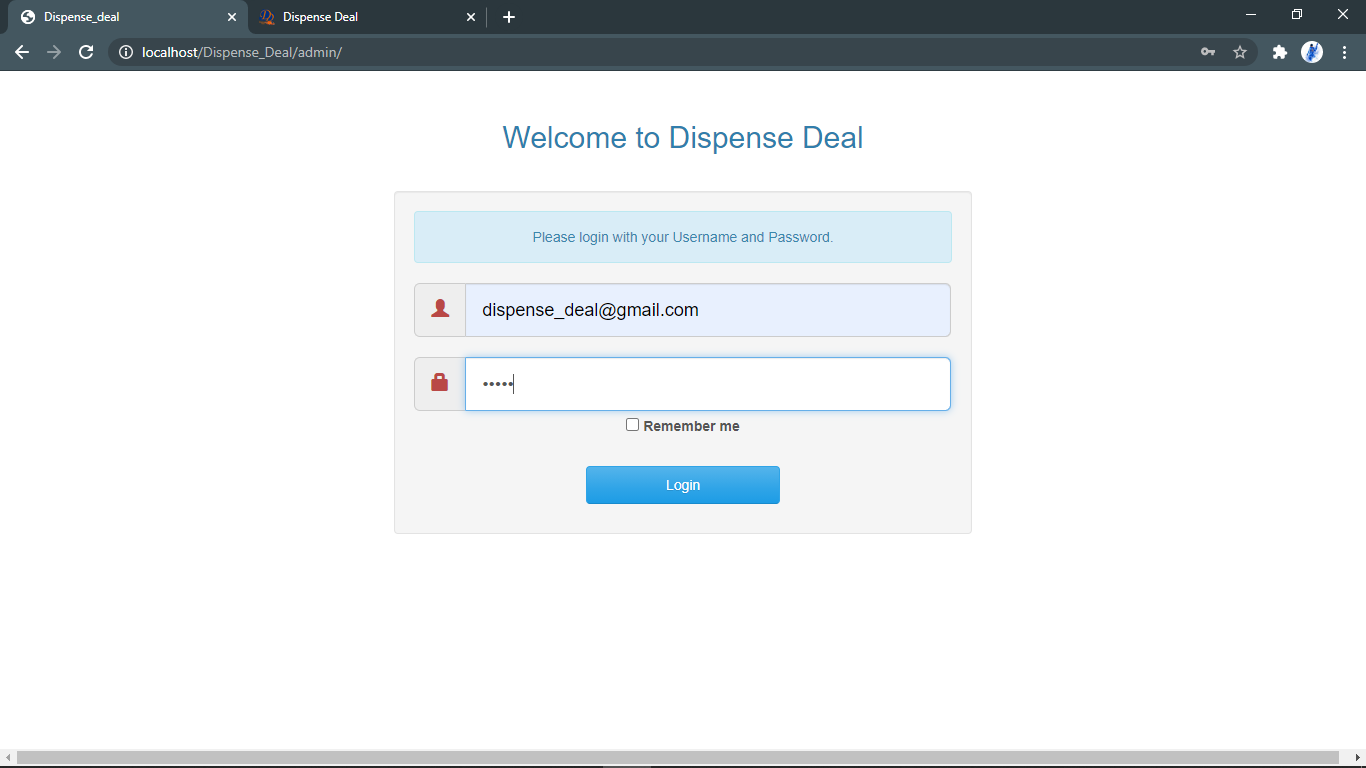 Dispense_deal
Dispense Deal
localhost/Dispense_Deal/admin/
Welcome to Dispense Deal
Please login with your Username and Password.
dispense_deal@gmail.com
•••••
Remember me
Login